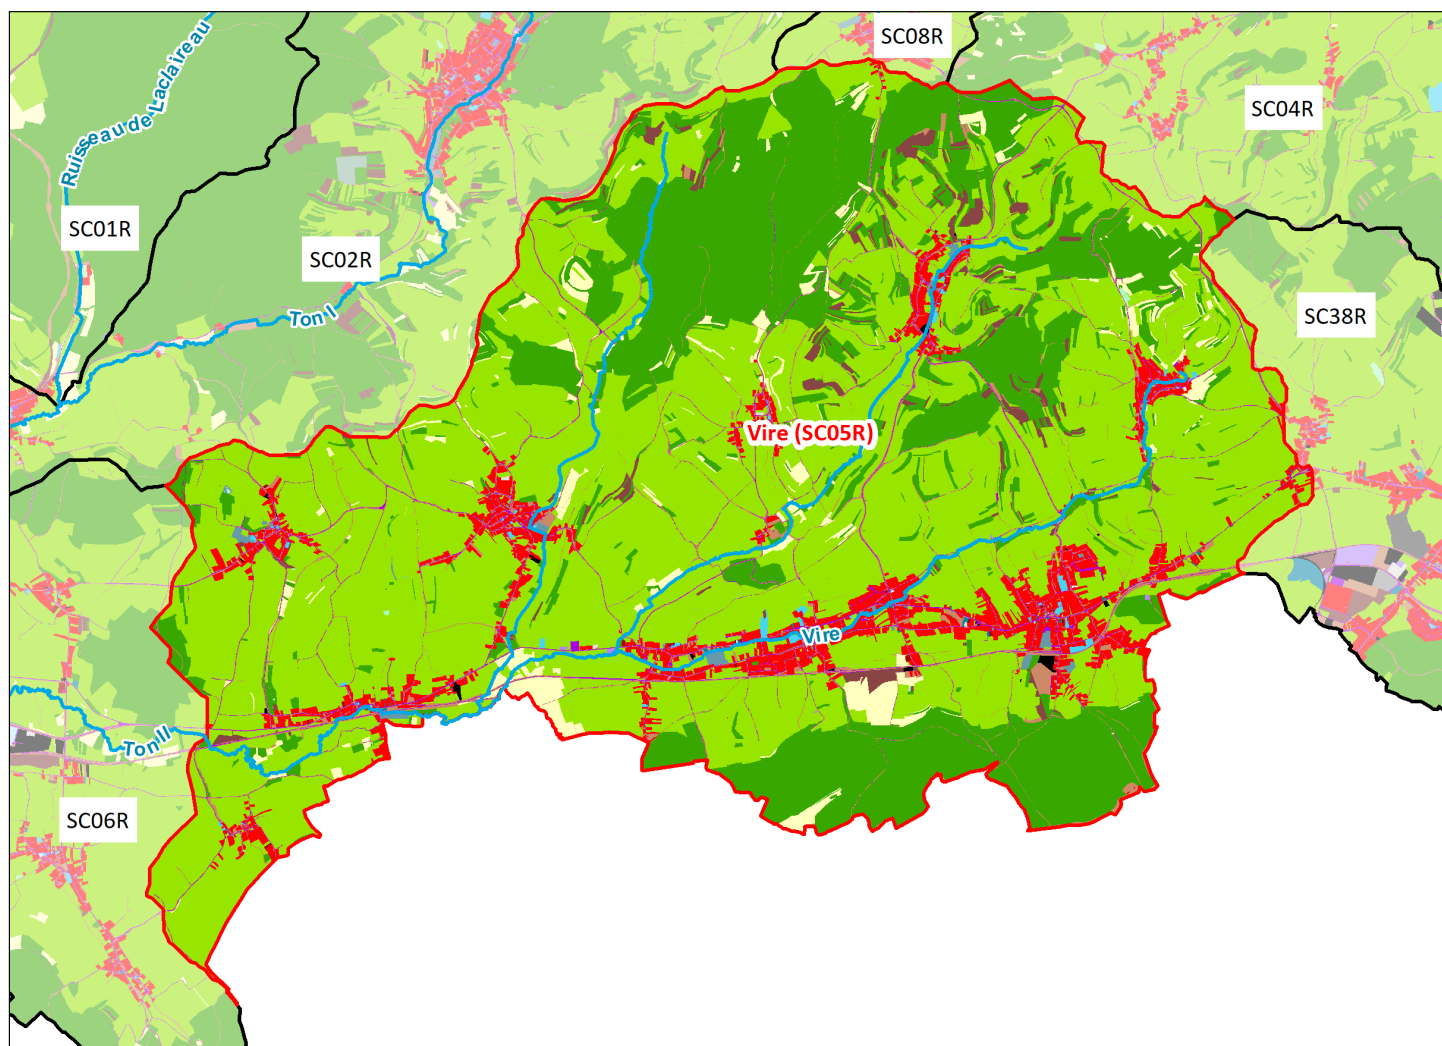 SC08R
Ruisseau de Laclaireau
SC04R
SC01R
SC02R
Ton I
SC38R
Vire (SC05R)
Vire
Ton II
SC06R